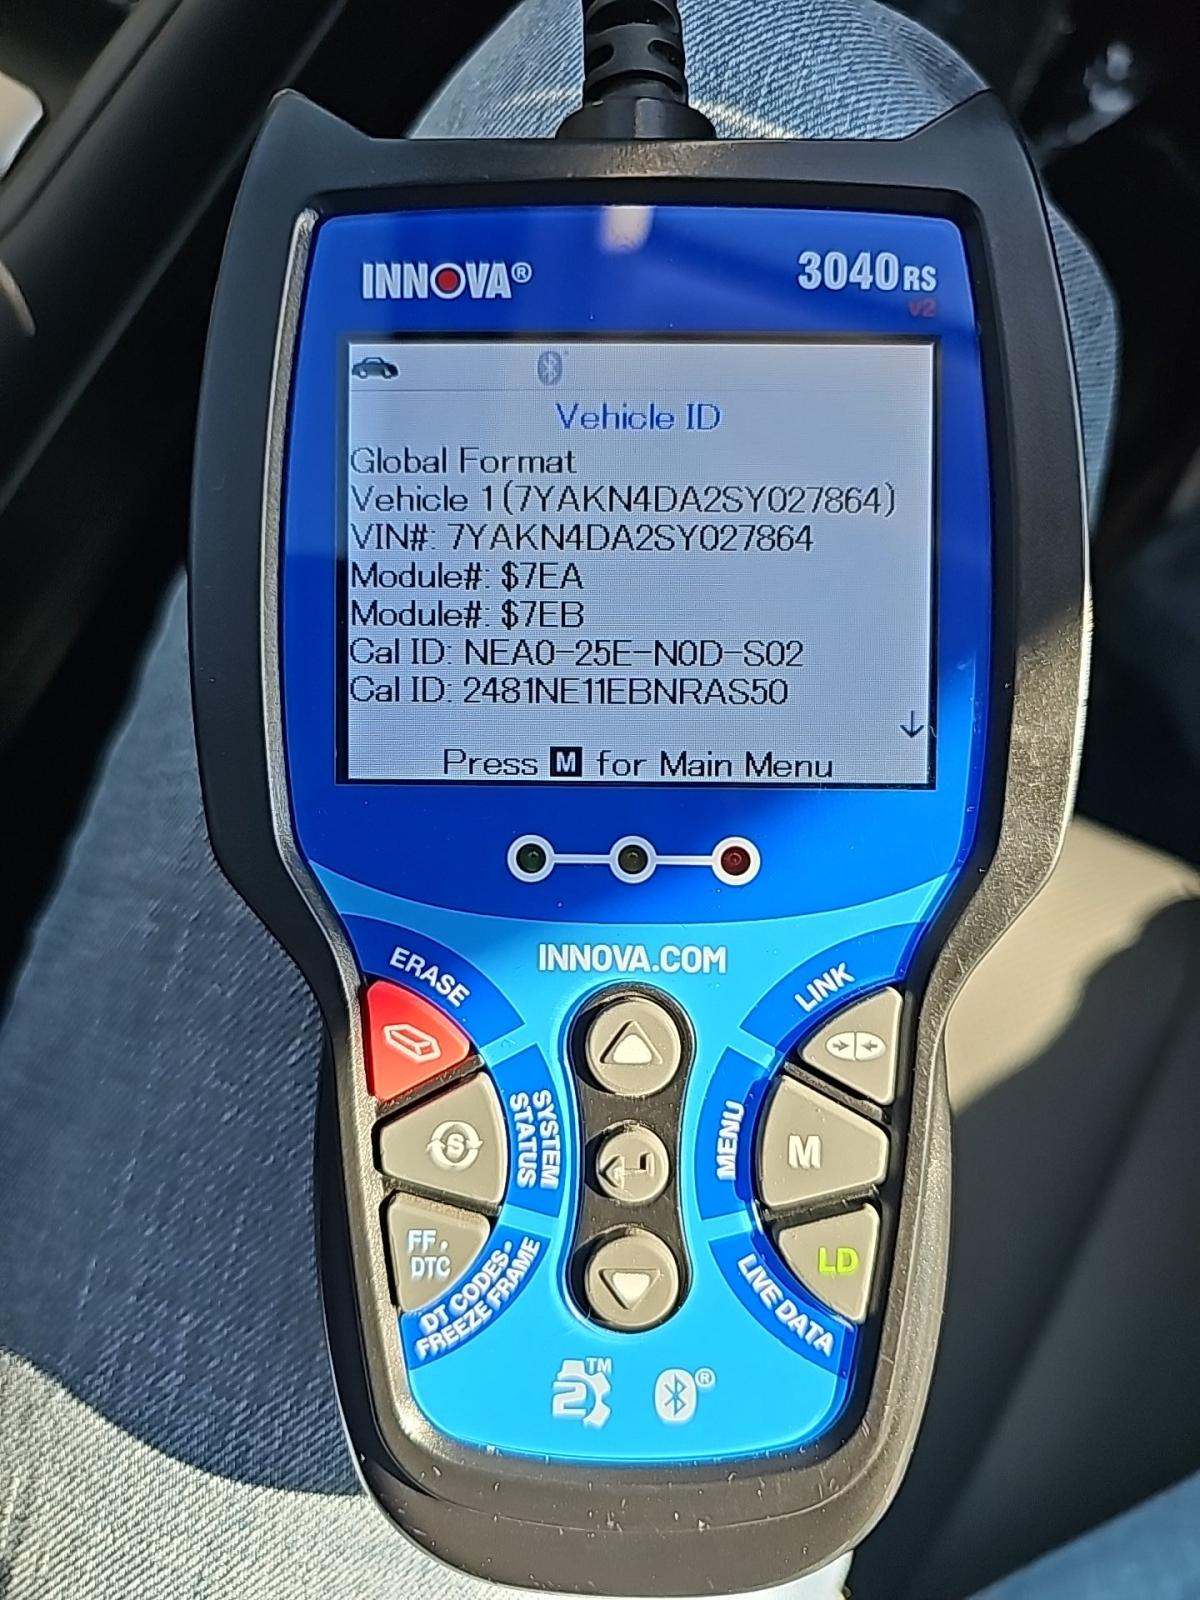 INNOVA®
3040RS
v2
Vehicle ID
Global Format
Vehicle 1(7YAKN4DA2SY027864)
VIN#: 7YAKN4DA2SY027864
Module#: $7EA
Module#: $7EB
Cal ID: NEA0-25E-N0D-S02
Cal ID: 2481NE11EBNRAS50
Press M for Main Menu
INNOVA.COM
ERASE
LINK
S
SYSTEM
STATUS
MENU
M
FF.
DTC
DT CODES.
FREEZE FRAME
LD
LIVE DATA
2 TM
®